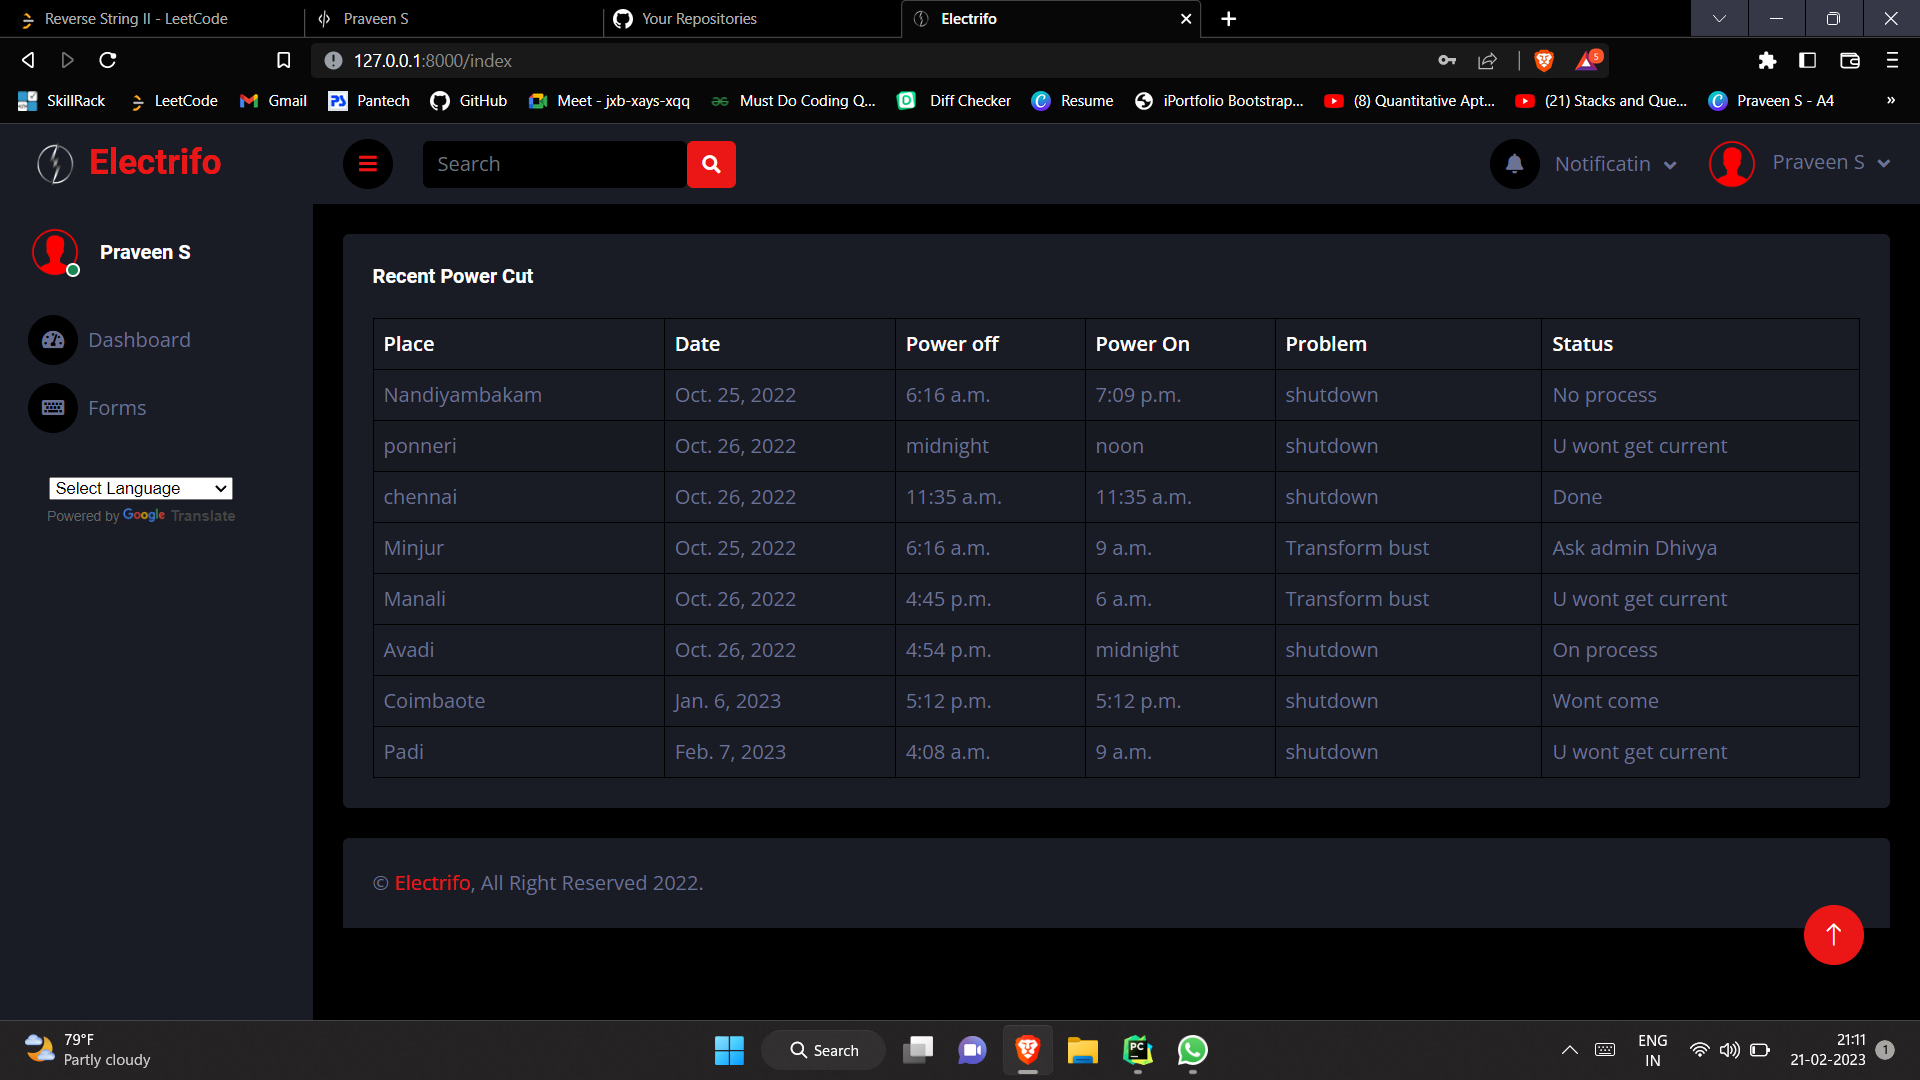 Reverse String II - LeetCode
Praveen S
Your Repositories
Electrifo
127.0.0.1:8000/index
5
SkillRack
LeetCode
Gmail
Pantech
GitHub
Meet - jxb-xays-xqq
Must Do Coding Q...
Diff Checker
Resume
iPortfolio Bootstrap...
(8) Quantitative Apt...
(21) Stacks and Que...
Praveen S - A4
»
Electrifo
Search
Notificatin
Praveen S
Praveen S
Dashboard
Forms
Select Language
Powered by Google Translate
Recent Power Cut
Place Date Power off Power On Problem Status
Nandiyambakam Oct. 25, 2022 6:16 a.m. 7:09 p.m. shutdown No process
ponneri Oct. 26, 2022 midnight noon shutdown U wont get current
chennai Oct. 26, 2022 11:35 a.m. 11:35 a.m. shutdown Done
Minjur Oct. 25, 2022 6:16 a.m. 9 a.m. Transform bust Ask admin Dhivya
Manali Oct. 26, 2022 4:45 p.m. 6 a.m. Transform bust U wont get current
Avadi Oct. 26, 2022 4:54 p.m. midnight shutdown On process
Coimbaote Jan. 6, 2023 5:12 p.m. 5:12 p.m. shutdown Wont come
Padi Feb. 7, 2023 4:08 a.m. 9 a.m. shutdown U wont get current
© Electrifo, All Right Reserved 2022.
79°F
Partly cloudy
Search
PC
ENG
IN
21:11
21-02-2023
1